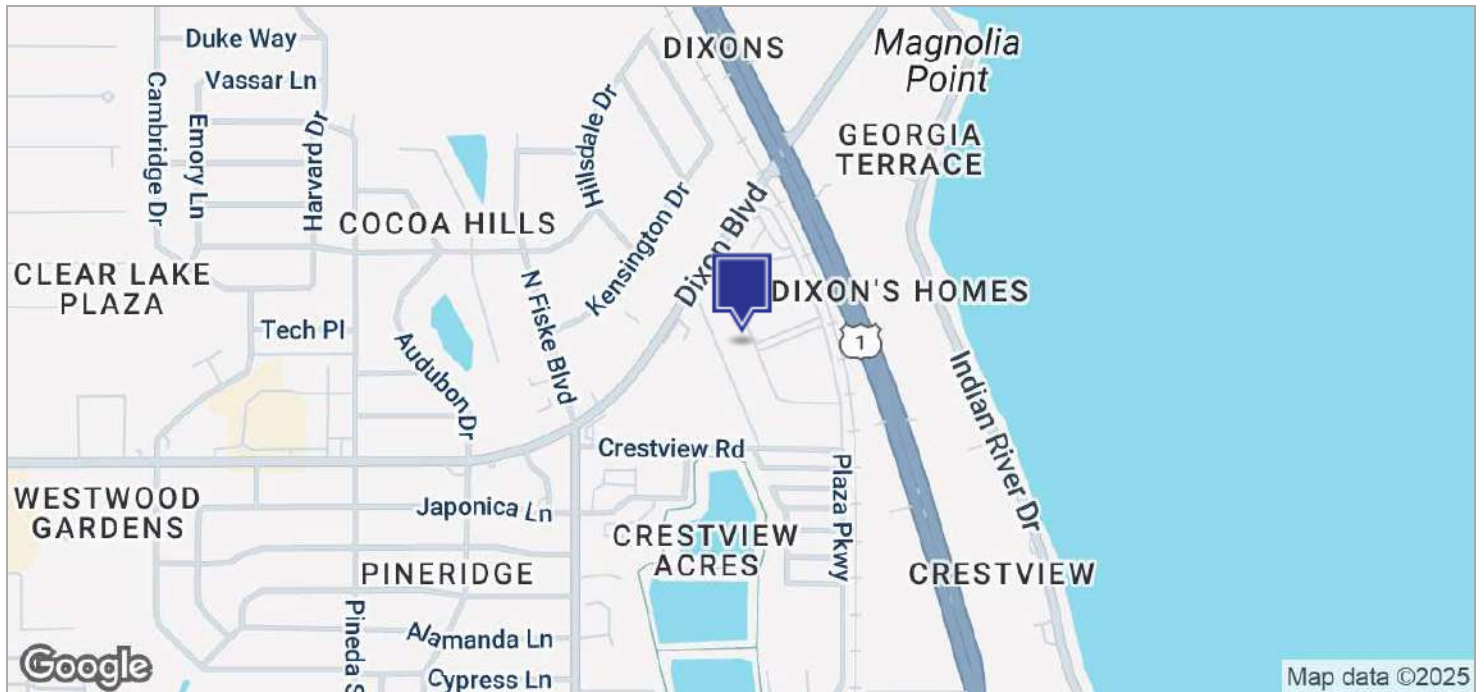 Duke Way
DIXONS
Magnolia
Point
Vassar Ln
Cambridge Dr
Emory Ln
Harvard Dr
Hillsdale Dr
GEORGIA
TERRACE
COCOA HILLS
Kensington Dr
Dixon Blvd
CLEAR LAKE
PLAZA
N Fiske Blvd
DIXON'S HOMES
Tech Pl
1
Audubon Dr
Indian River Dr
Crestview Rd
Plaza Pkwy
WESTWOOD
GARDENS
Japonica Ln
CRESTVIEW
ACRES
PINERIDGE
CRESTVIEW
Pineda S
Alamanda Ln
Cypress Ln
Google
Map data ©2025